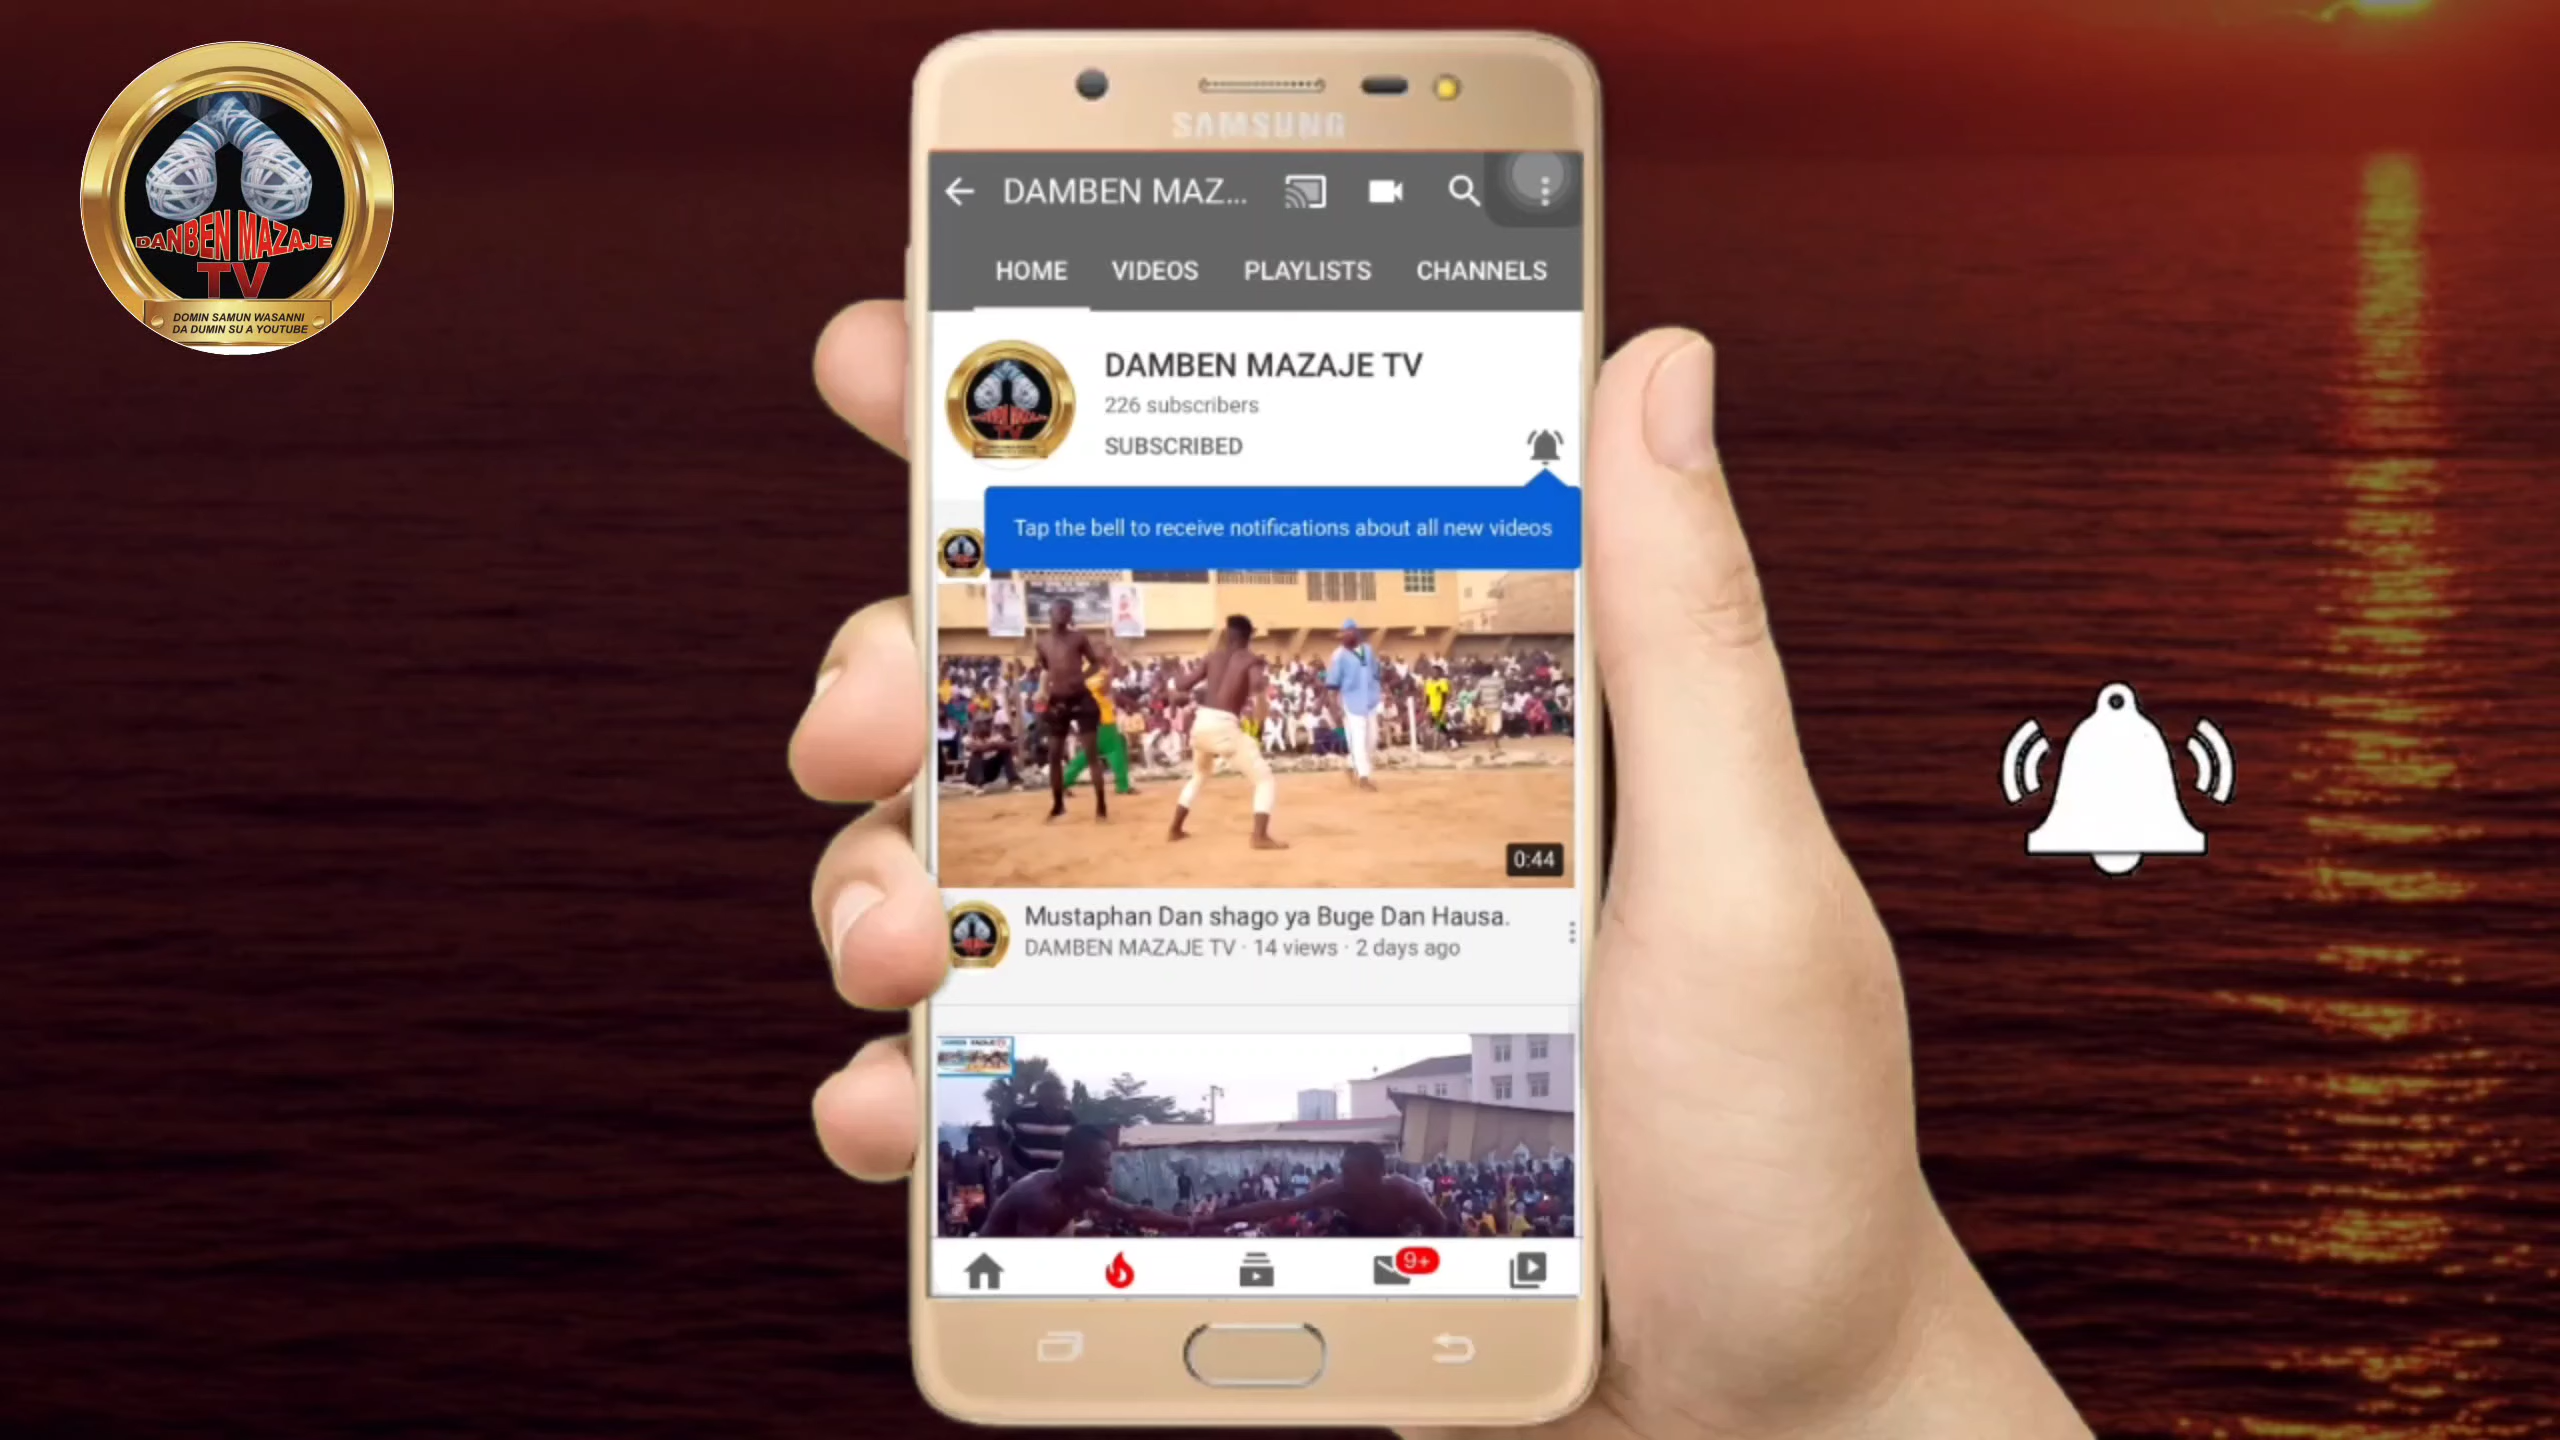 DANBEN MAZAJE
TV
DOMIN SAMUN WASANNI
DA DUMIN SU A YOUTUBE
SAMSUNG
DAMBEN MAZ...
HOME VIDEOS PLAYLISTS CHANNELS
DAMBEN MAZAJE TV
226 subscribers
SUBSCRIBED
Tap the bell to receive notifications about all new videos
0:44
Mustaphan Dan shago ya Buge Dan Hausa.
DAMBEN MAZAJE TV · 14 views · 2 days ago
9+